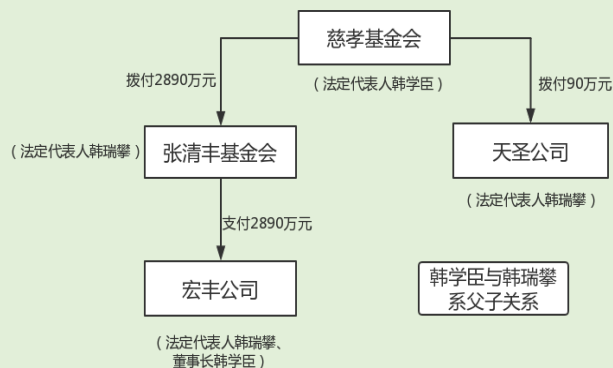 慈孝基金会
（法定代表人韩学臣）
拨付2890万元
拨付90万元
（法定代表人韩瑞攀）
张清丰基金会
天圣公司
（法定代表人韩瑞攀）
支付2890万元
宏丰公司
（法定代表人韩瑞攀、
董事长韩学臣）
韩学臣与韩瑞攀
系父子关系